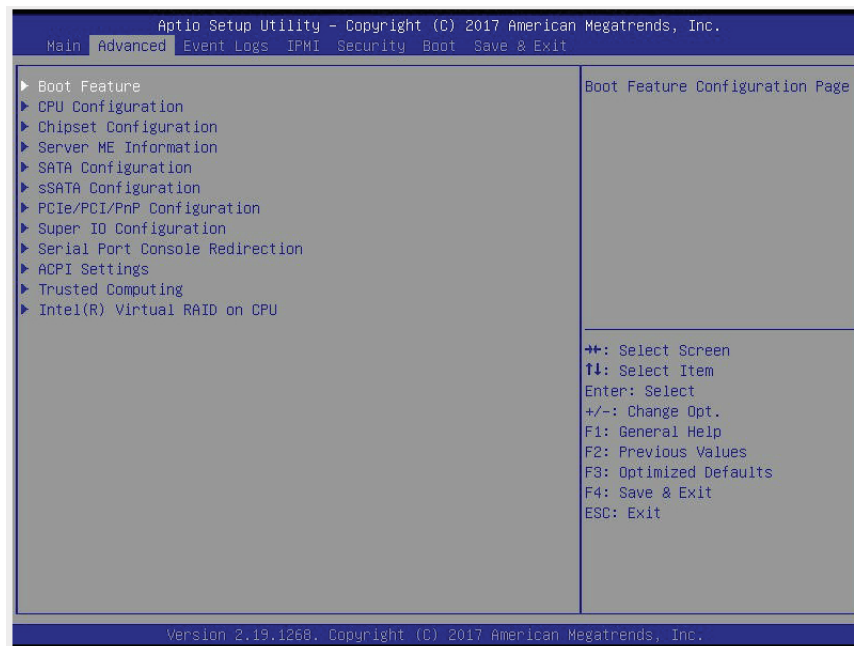 Aptio Setup Utility – Copyright (C) 2017 American Megatrends, Inc.
Main Advanced Event Logs IPMI Security Boot Save & Exit
Boot Feature
CPU Configuration
Chipset Configuration
Server ME Information
SATA Configuration
sSATA Configuration
PCIe/PCI/PnP Configuration
Super IO Configuration
Serial Port Console Redirection
ACPI Settings
Trusted Computing
Intel(R) Virtual RAID on CPU
Boot Feature Configuration Page
→←: Select Screen
↑↓: Select Item
Enter: Select
+/-: Change Opt.
F1: General Help
F2: Previous Values
F3: Optimized Defaults
F4: Save & Exit
ESC: Exit
Version 2.19.1268. Copyright (C) 2017 American Megatrends, Inc.